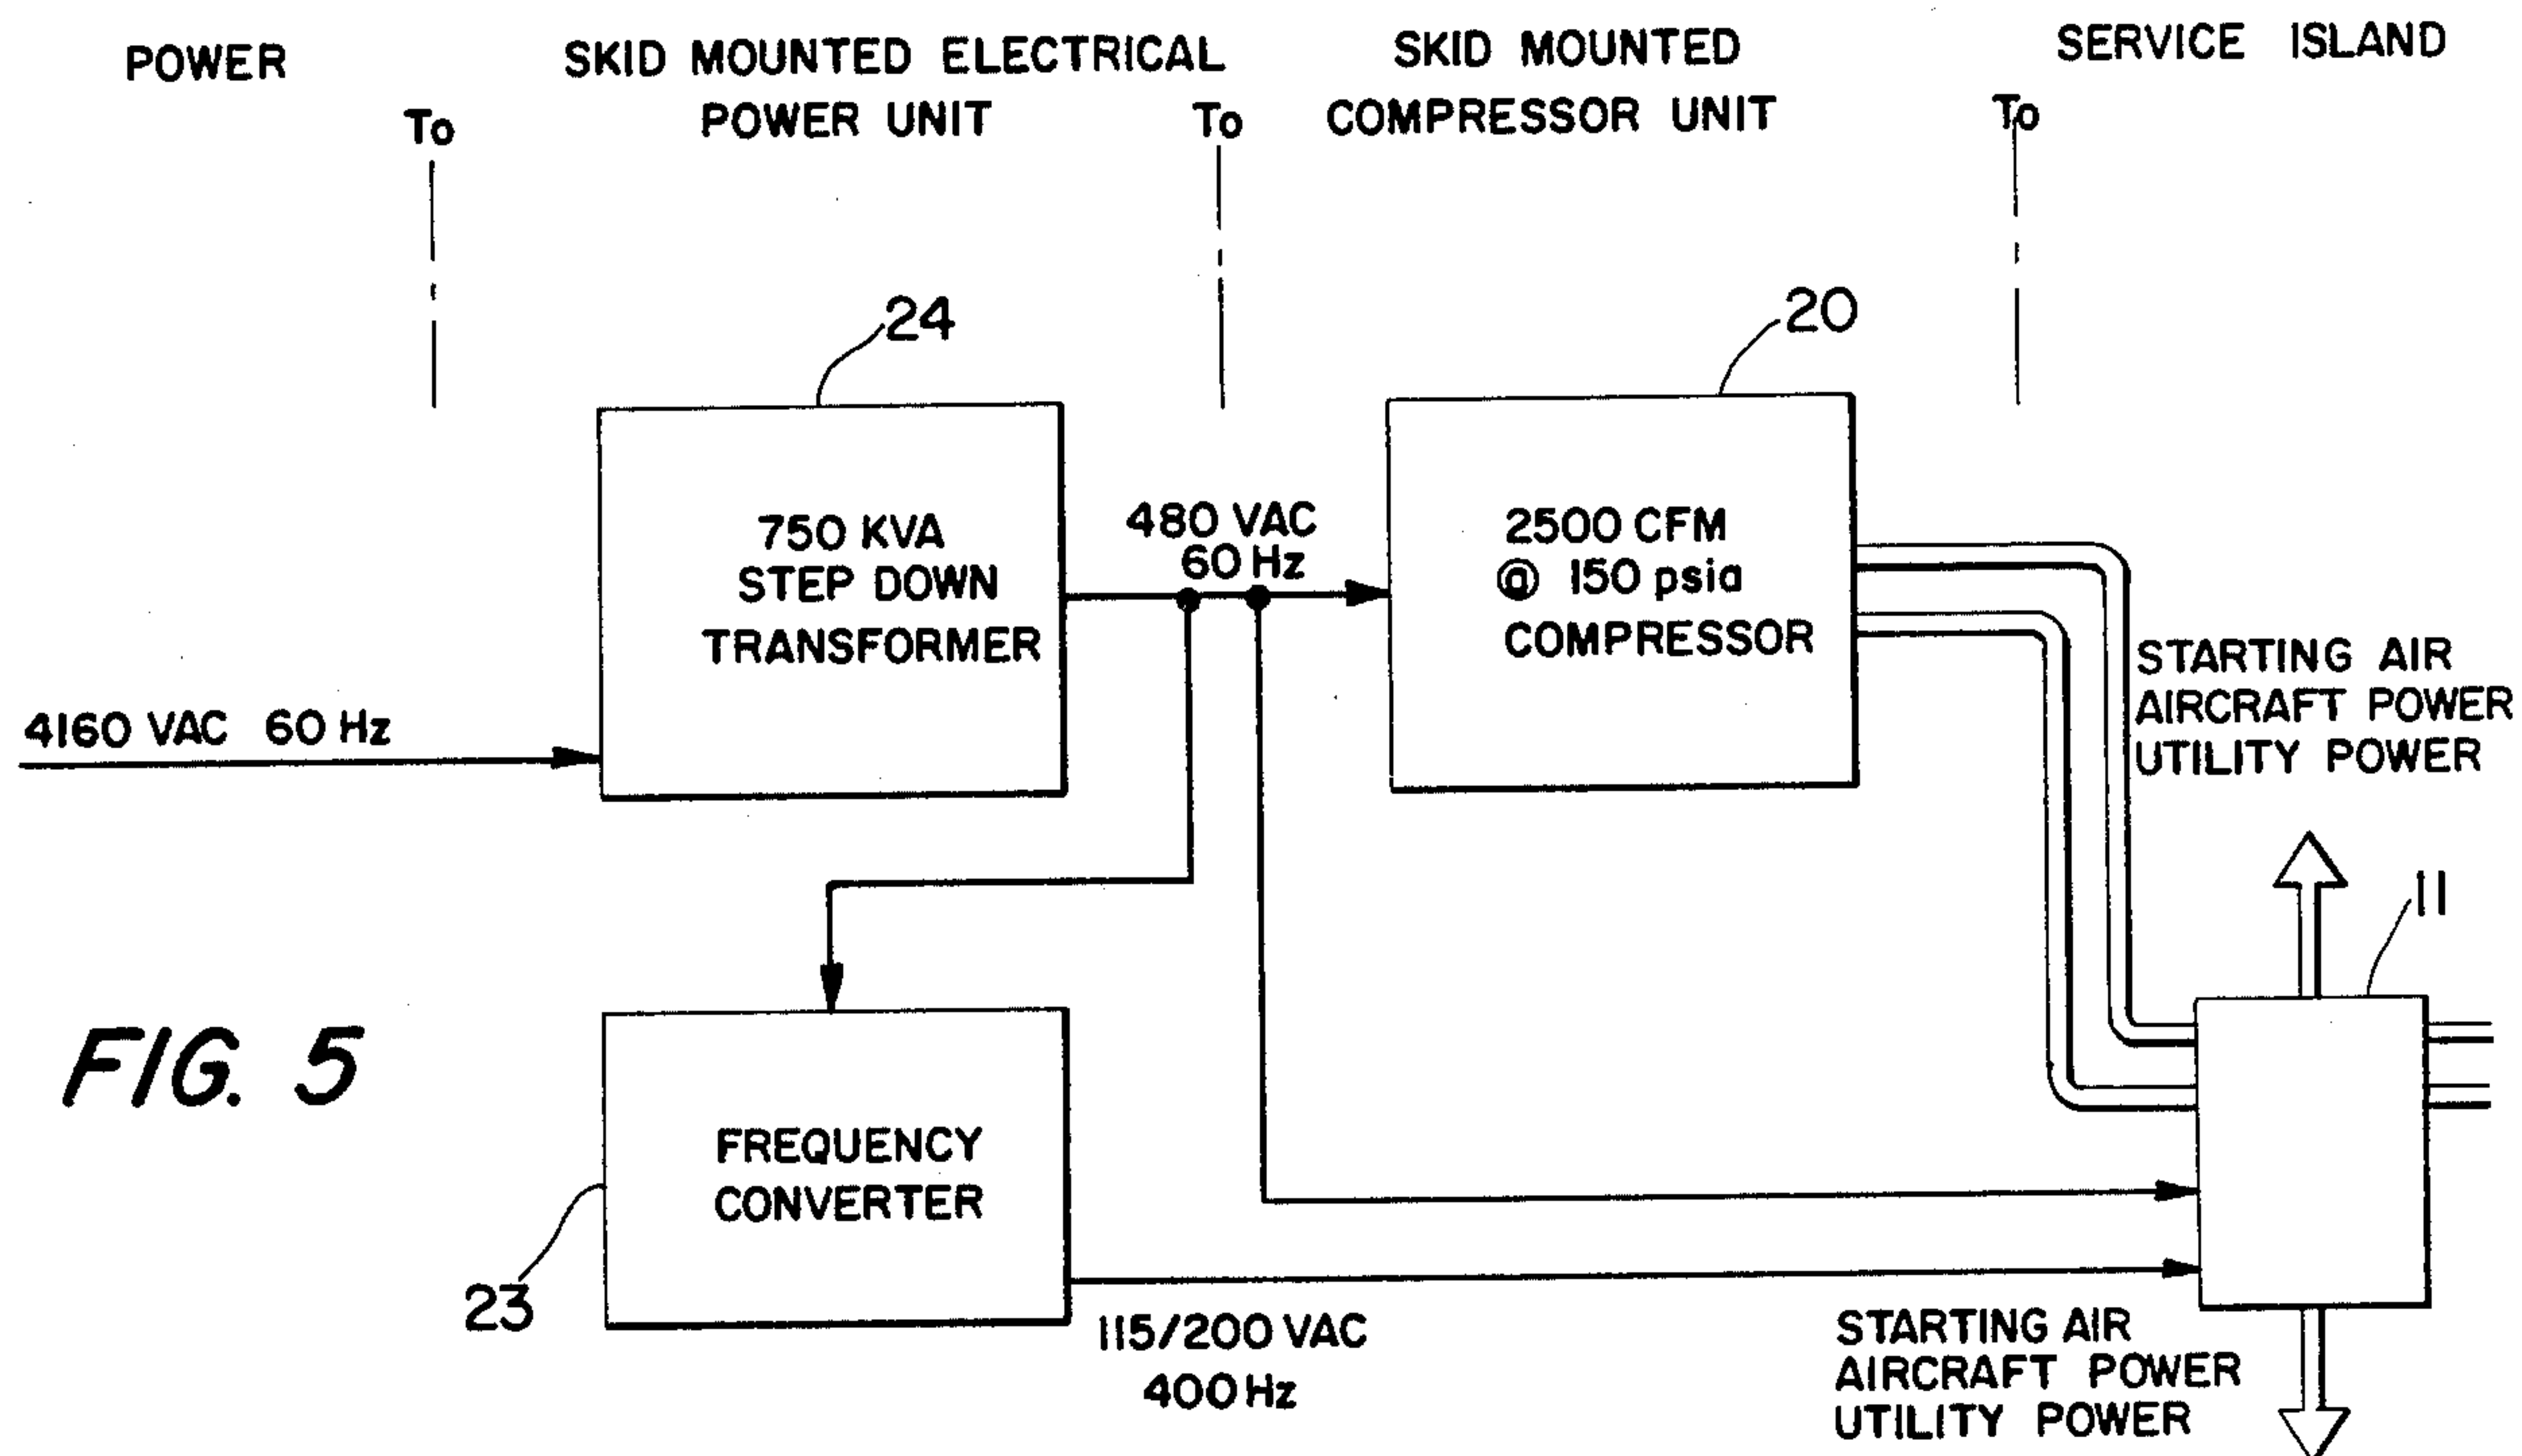 POWER
To
SKID MOUNTED ELECTRICAL
POWER UNIT
To
SKID MOUNTED
COMPRESSOR UNIT
To
SERVICE ISLAND
24
20
750 KVA
STEP DOWN
TRANSFORMER
480 VAC
60 Hz
2500 CFM
@ 150 psia
COMPRESSOR
4160 VAC 60 Hz
STARTING AIR
AIRCRAFT POWER
UTILITY POWER
11
FIG. 5
FREQUENCY
CONVERTER
23
115/200 VAC
400 Hz
STARTING AIR
AIRCRAFT POWER
UTILITY POWER